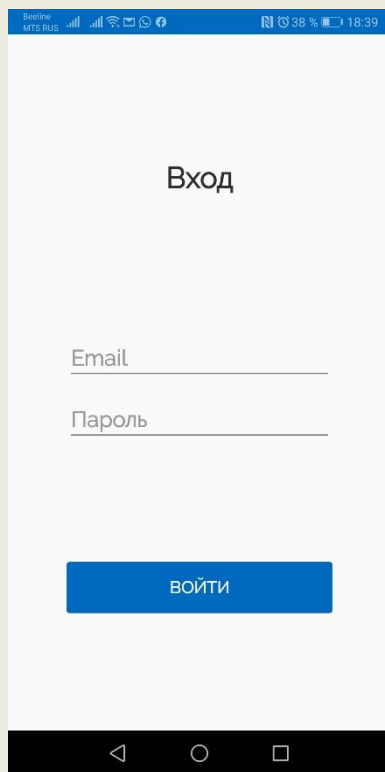 Beeline
MTS RUS
38 % 18:39
Вход
Email
Пароль
ВОЙТИ